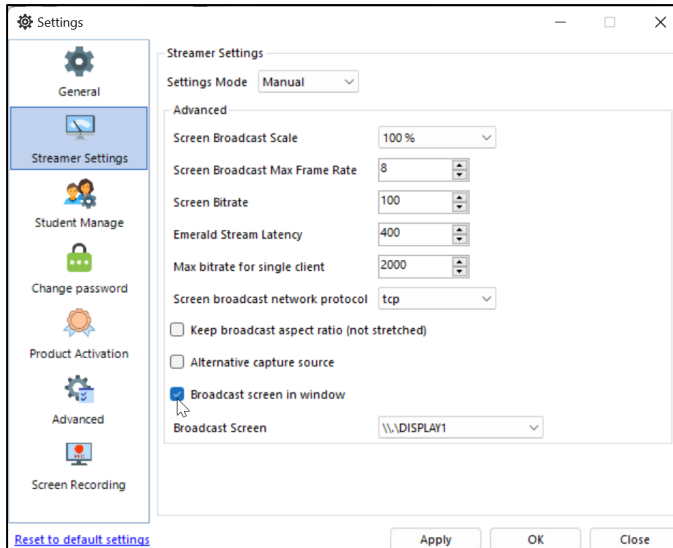 Settings
General
Streamer Settings
Student Manage
Change password
Product Activation
Advanced
Screen Recording
Reset to default settings
Streamer Settings
Settings Mode Manual
Advanced
Screen Broadcast Scale 100 %
Screen Broadcast Max Frame Rate 8
Screen Bitrate 100
Emerald Stream Latency 400
Max bitrate for single client 2000
Screen broadcast network protocol tcp
Keep broadcast aspect ratio (not stretched)
Alternative capture source
Broadcast screen in window
Broadcast Screen \\.\DISPLAY1
Apply OK Close